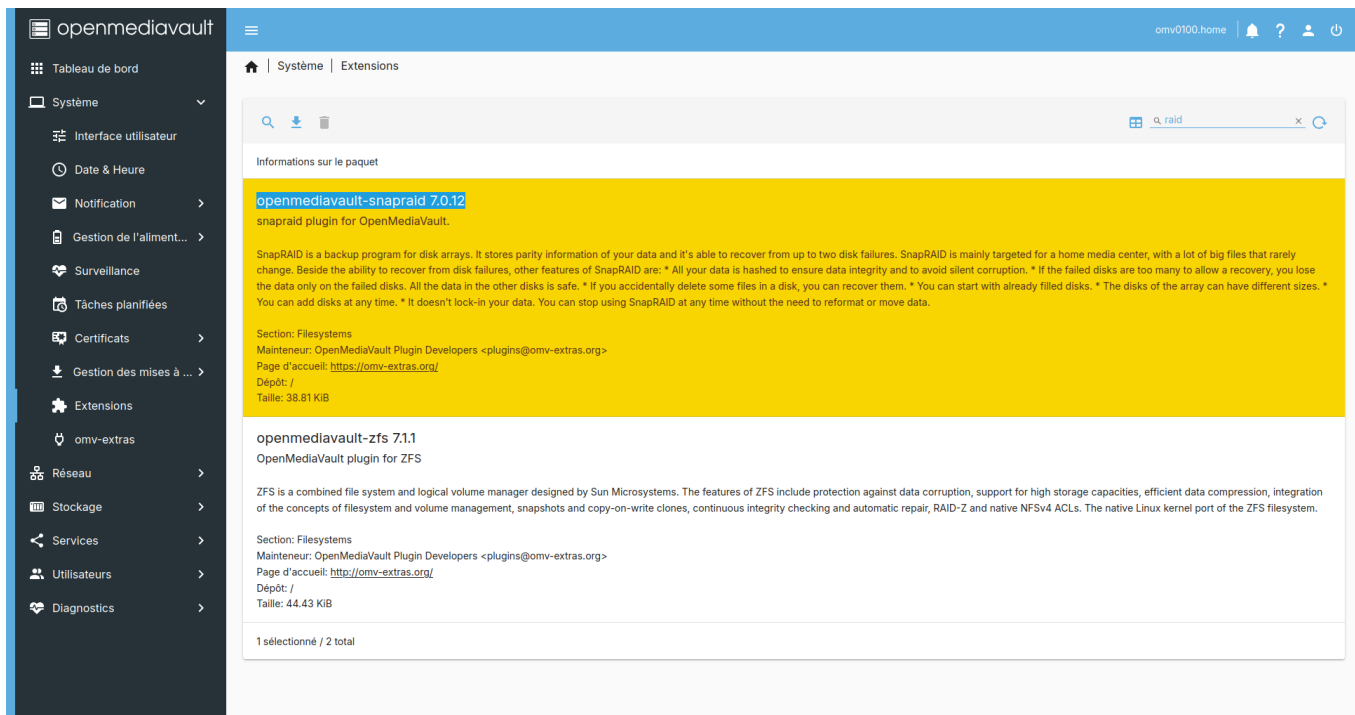 openmediavault
omv0100.home
Tableau de bord
Système
Interface utilisateur
Date & Heure
Notification
Gestion de l'aliment...
Surveillance
Tâches planifiées
Certificats
Gestion des mises à ...
Extensions
omv-extras
Réseau
Stockage
Services
Utilisateurs
Diagnostics
Système | Extensions
raid
Informations sur le paquet
openmediavault-snapraid 7.0.12
snapraid plugin for OpenMediaVault.
SnapRAID is a backup program for disk arrays. It stores parity information of your data and it's able to recover from up to two disk failures. SnapRAID is mainly targeted for a home media center, with a lot of big files that rarely
change. Beside the ability to recover from disk failures, other features of SnapRAID are: * All your data is hashed to ensure data integrity and to avoid silent corruption. * If the failed disks are too many to allow a recovery, you lose
the data only on the failed disks. All the data in the other disks is safe. * If you accidentally delete some files in a disk, you can recover them. * You can start with already filled disks. * The disks of the array can have different sizes. *
You can add disks at any time. * It doesn't lock-in your data. You can stop using SnapRAID at any time without the need to reformat or move data.
Section: Filesystems
Mainteneur: OpenMediaVault Plugin Developers <plugins@omv-extras.org>
Page d'accueil: https://omv-extras.org/
Dépôt: /
Taille: 38.81 KiB
openmediavault-zfs 7.1.1
OpenMediaVault plugin for ZFS
ZFS is a combined file system and logical volume manager designed by Sun Microsystems. The features of ZFS include protection against data corruption, support for high storage capacities, efficient data compression, integration
of the concepts of filesystem and volume management, snapshots and copy-on-write clones, continuous integrity checking and automatic repair, RAID-Z and native NFSv4 ACLs. The native Linux kernel port of the ZFS filesystem.
Section: Filesystems
Mainteneur: OpenMediaVault Plugin Developers <plugins@omv-extras.org>
Page d'accueil: http://omv-extras.org/
Dépôt: /
Taille: 44.43 KiB
1 sélectionné / 2 total